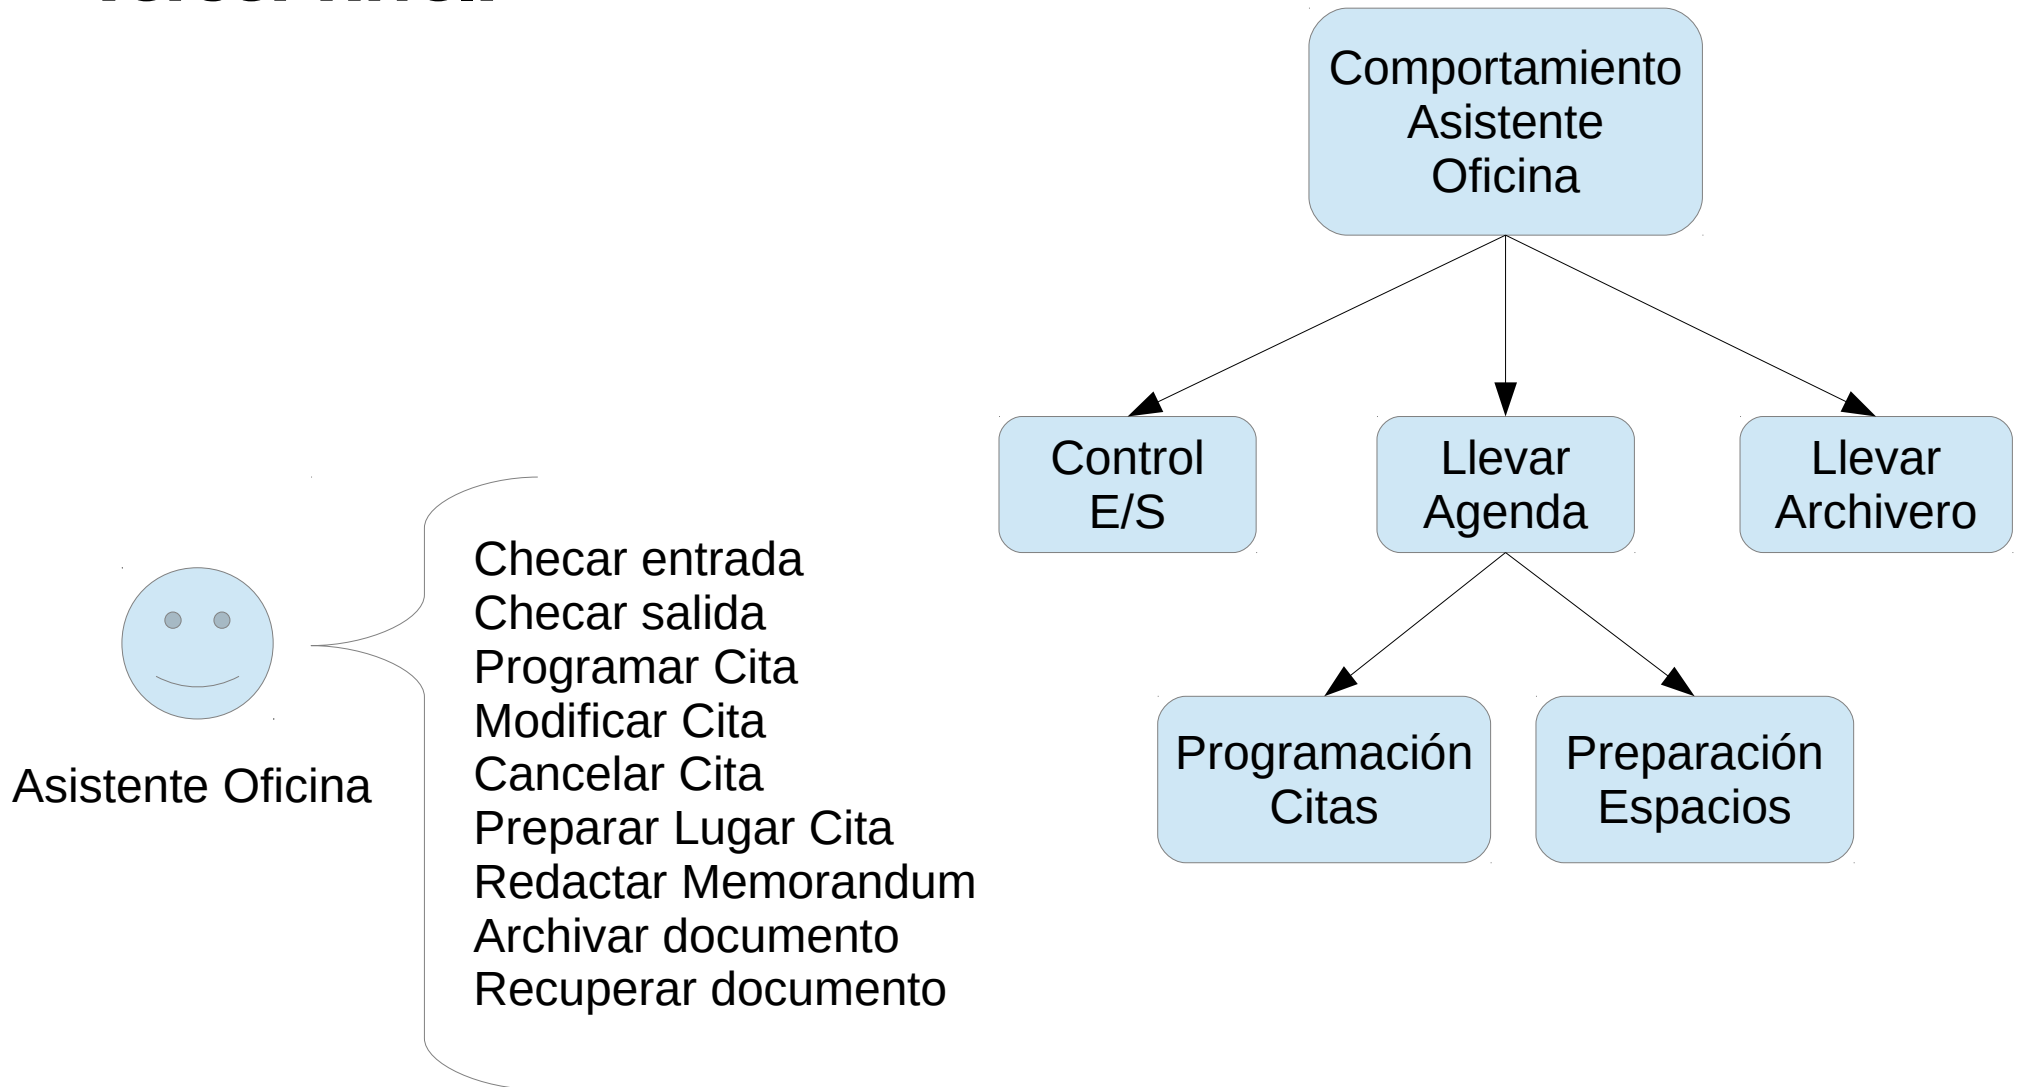 Comportamiento
Asistente
Oficina
Control
E/S
Llevar
Agenda
Llevar
Archivero
Programación
Citas
Preparación
Espacios
Asistente Oficina
Checar entrada
Checar salida
Programar Cita
Modificar Cita
Cancelar Cita
Preparar Lugar Cita
Redactar Memorandum
Archivar documento
Recuperar documento